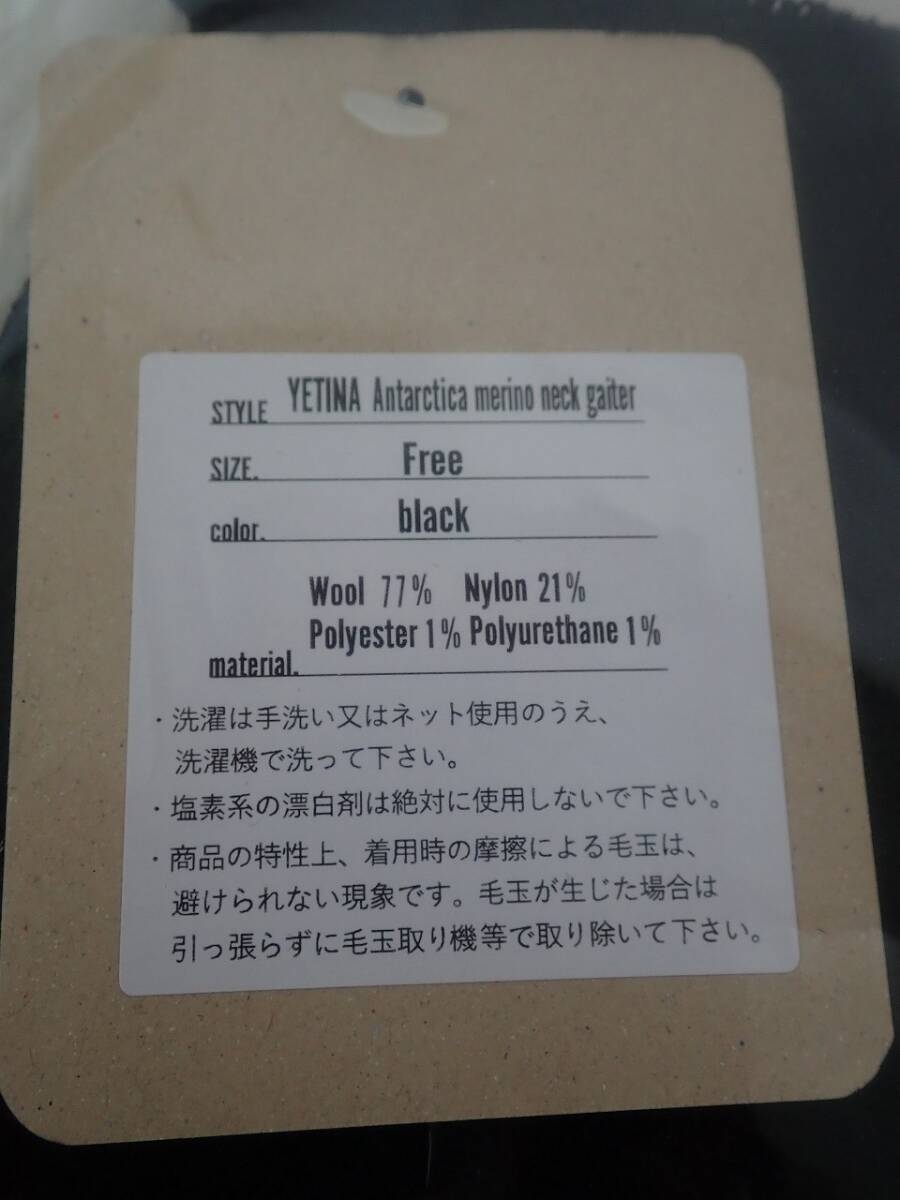 STYLE YETINA Antarctica merino neck gaiter
SIZE. Free
color. black
Wool 77% Nylon 21%
Polyester 1% Polyurethane 1%
material.
・洗濯は手洗い又はネット使用のうえ、
洗濯機で洗って下さい。
・塩素系の漂白剤は絶対に使用しないで下さい。
・商品の特性上、着用時の摩擦による毛玉は、
避けられない現象です。毛玉が生じた場合は
引っ張らずに毛玉取り機等で取り除いて下さい。